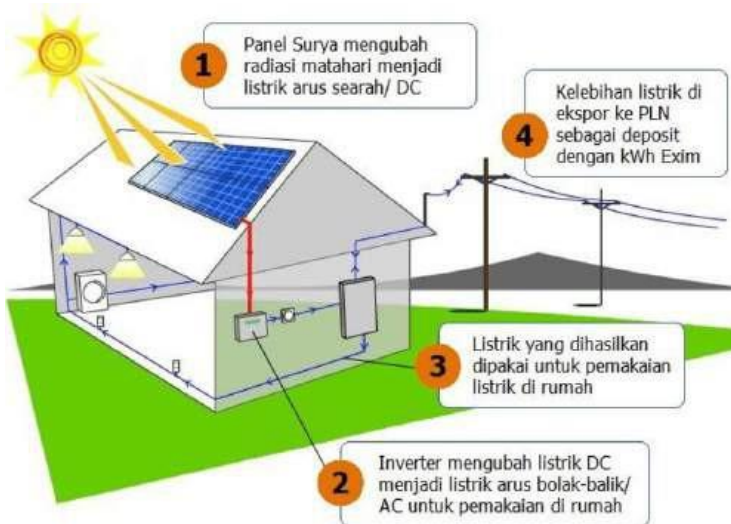 1
Panel Surya mengubah
radiasi matahari menjadi
listrik arus searah/ DC
4
Kelebihan listrik di
ekspor ke PLN
sebagai deposit
dengan kWh Exim
3
Listrik yang dihasilkan
dipakai untuk pemakaian
listrik di rumah
2
Inverter mengubah listrik DC
menjadi listrik arus bolak-balik/
AC untuk pemakaian di rumah